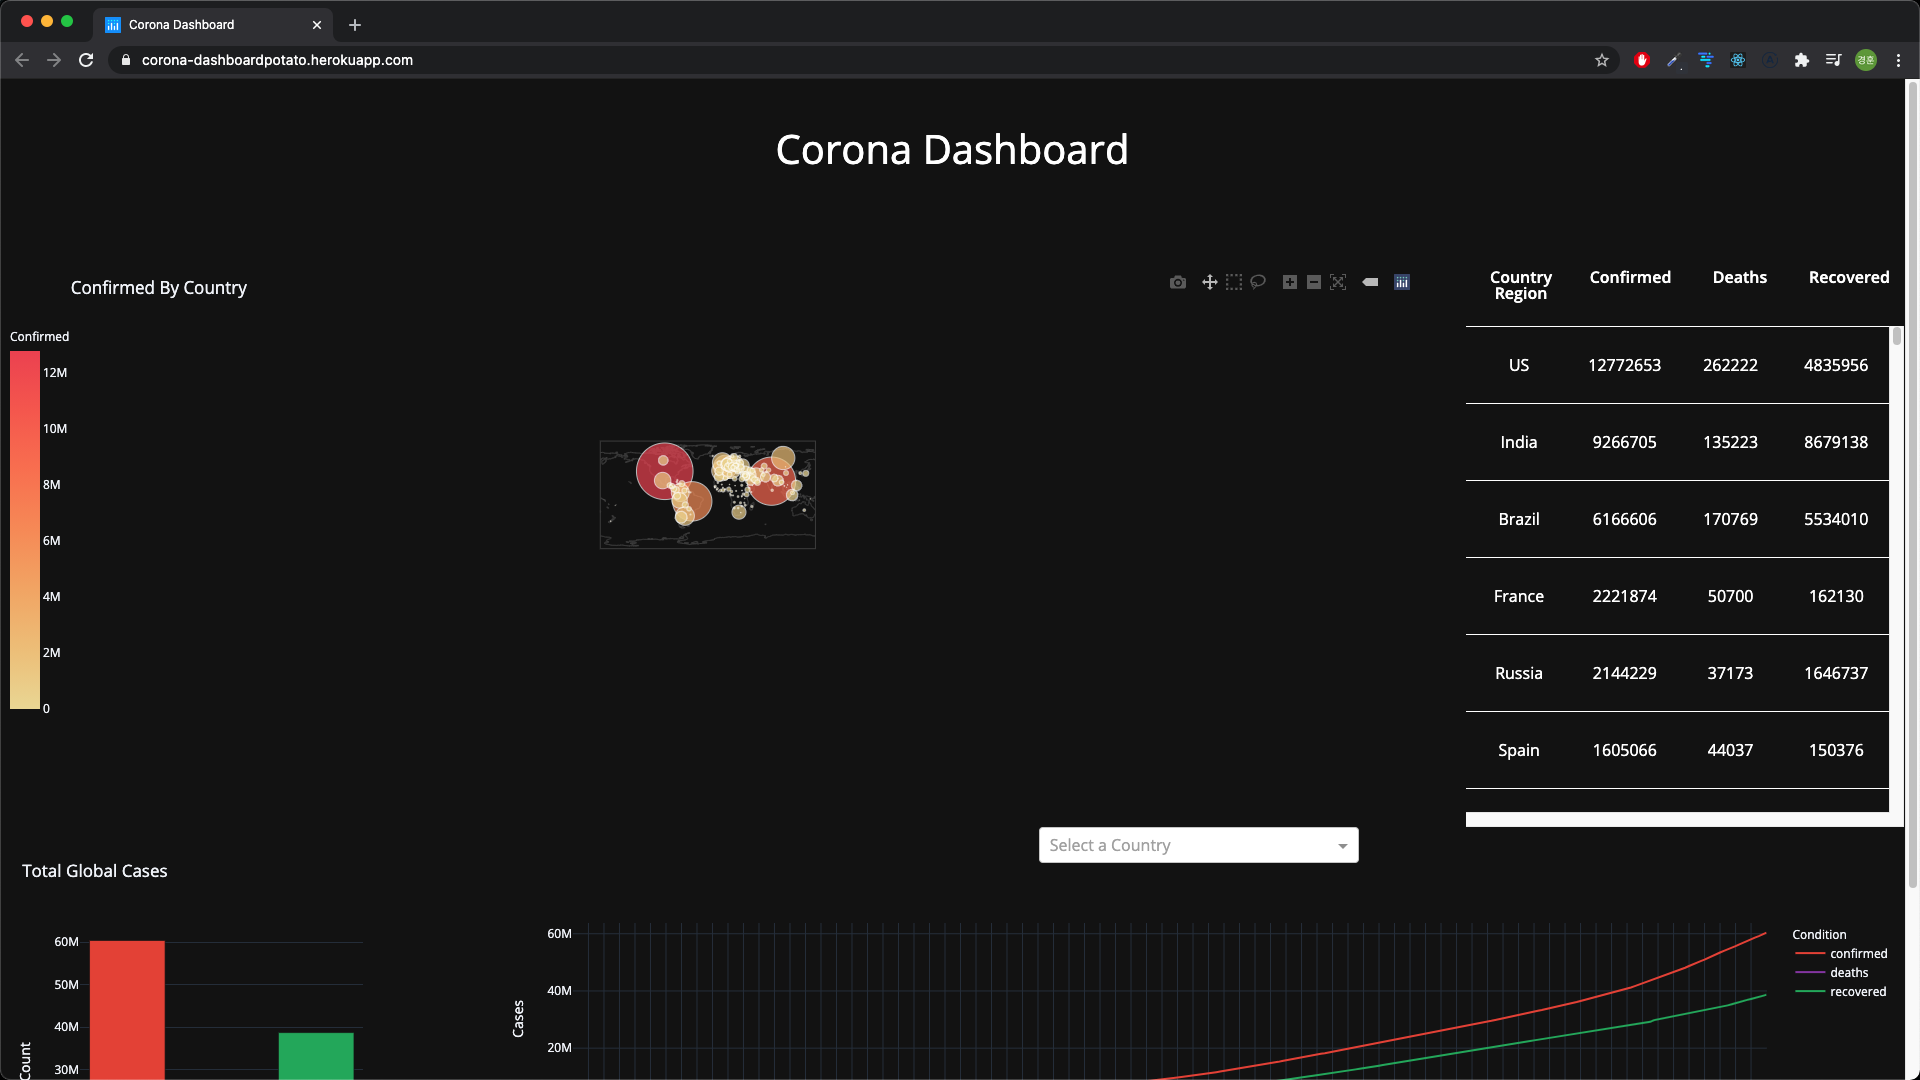 Corona Dashboard
corona-dashboardpotato.herokuapp.com
경훈
Corona Dashboard
Confirmed By Country
Confirmed
12M
10M
8M
6M
4M
2M
0
Country Region Confirmed Deaths Recovered
US 12772653 262222 4835956
India 9266705 135223 8679138
Brazil 6166606 170769 5534010
France 2221874 50700 162130
Russia 2144229 37173 1646737
Spain 1605066 44037 150376
Select a Country
Total Global Cases
60M
50M
40M
30M
Count
60M
40M
20M
Cases
Condition
confirmed
deaths
recovered